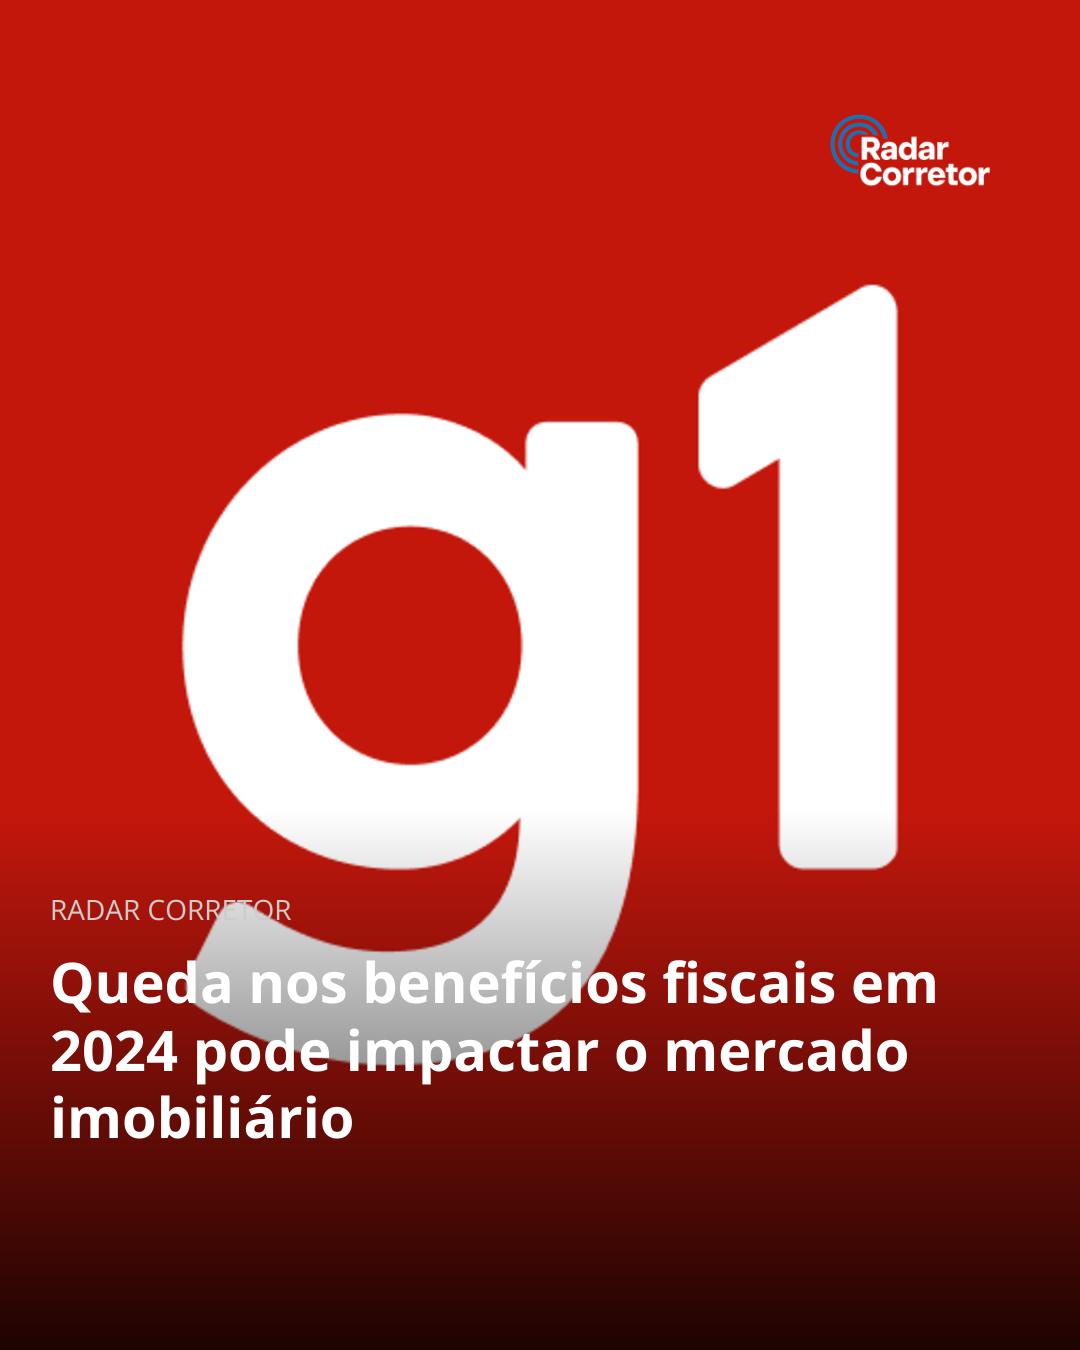 Radar
Corretor
g1
RADAR CORRETOR
Queda nos benefícios fiscais em
2024 pode impactar o mercado
imobiliário